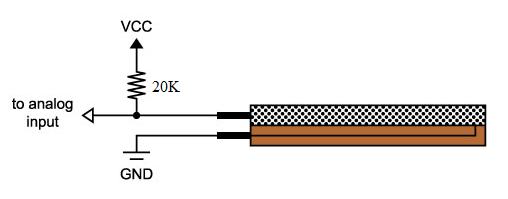 VCC
20K
to analog
input
GND